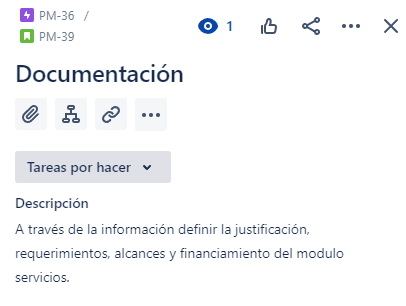 PM-36 /
PM-39
1
Documentación
Tareas por hacer
Descripción
A través de la información definir la justificación,
requerimientos, alcances y financiamiento del modulo
servicios.